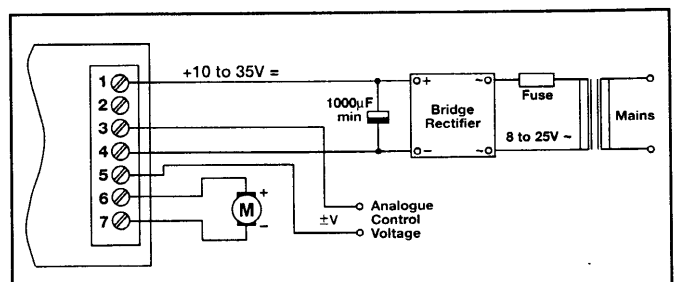 +10 to 35V =
1
2
3
4
5
6
7
1000µF
min
+
−
~
~
Bridge
Rectifier
Fuse
8 to 25V ~
Mains
M
+
−
±V
Analogue
Control
Voltage